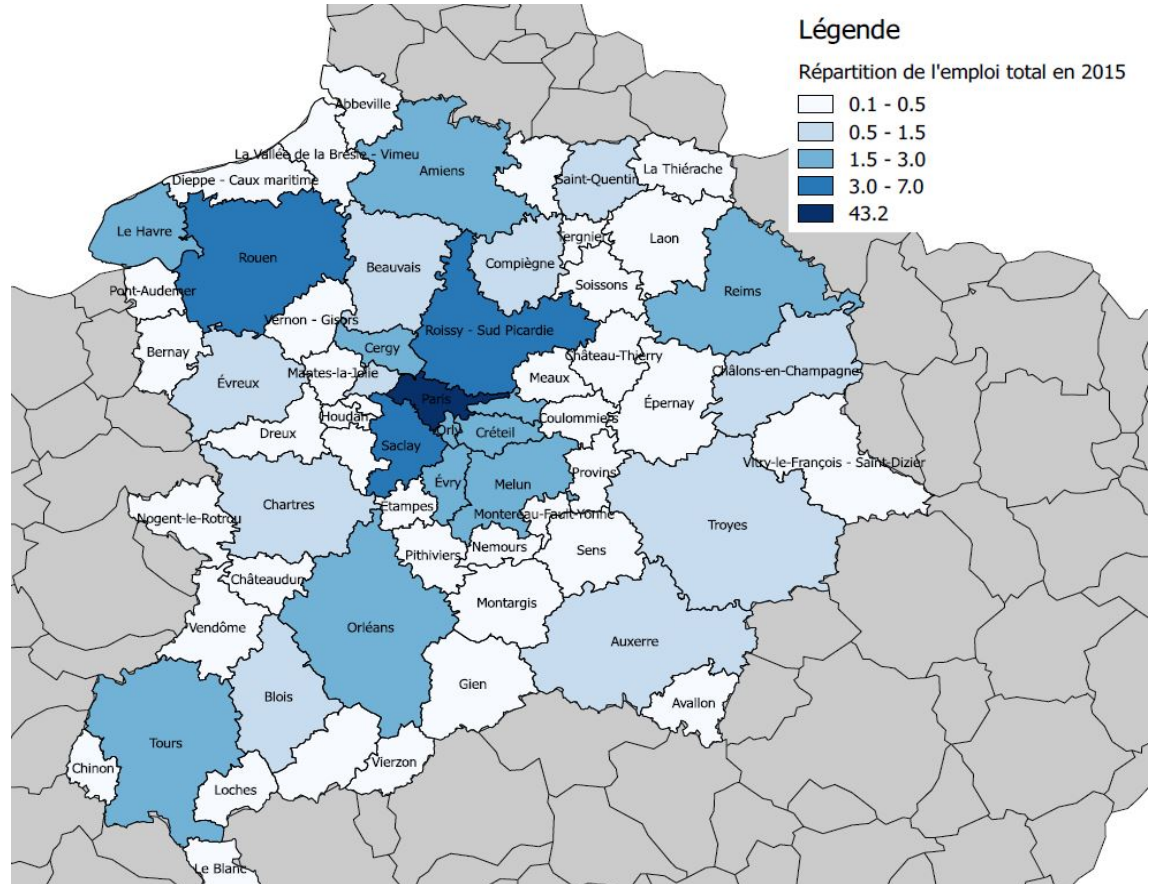 Légende
Répartition de l'emploi total en 2015
0.1 - 0.5
0.5 - 1.5
1.5 - 3.0
3.0 - 7.0
43.2
Abbeville
La Vallée de la Bresle - Vimeu
Amiens
Dieppe - Caux maritime
Saint-Quentin
La Thiérache
Le Havre
Rouen
Beauvais
Compiègne
Tergnier
Laon
Soissons
Reims
Pont-Audemer
Vernon - Gisors
Roissy - Sud Picardie
Bernay
Cergy
Château-Thierry
Évreux
Mantes-la-Jolie
Meaux
Châlons-en-Champagne
Paris
Épernay
Houdan
Coulommiers
Dreux
Saclay
Orly
Créteil
Vitry-le-François - Saint-Dizier
Provins
Évry
Melun
Chartres
Étampes
Montereau-Fault-Yonne
Nogent-le-Rotrou
Troyes
Pithiviers
Nemours
Sens
Châteaudun
Montargis
Vendôme
Orléans
Auxerre
Blois
Gien
Avallon
Tours
Chinon
Vierzon
Loches
Le Blanc